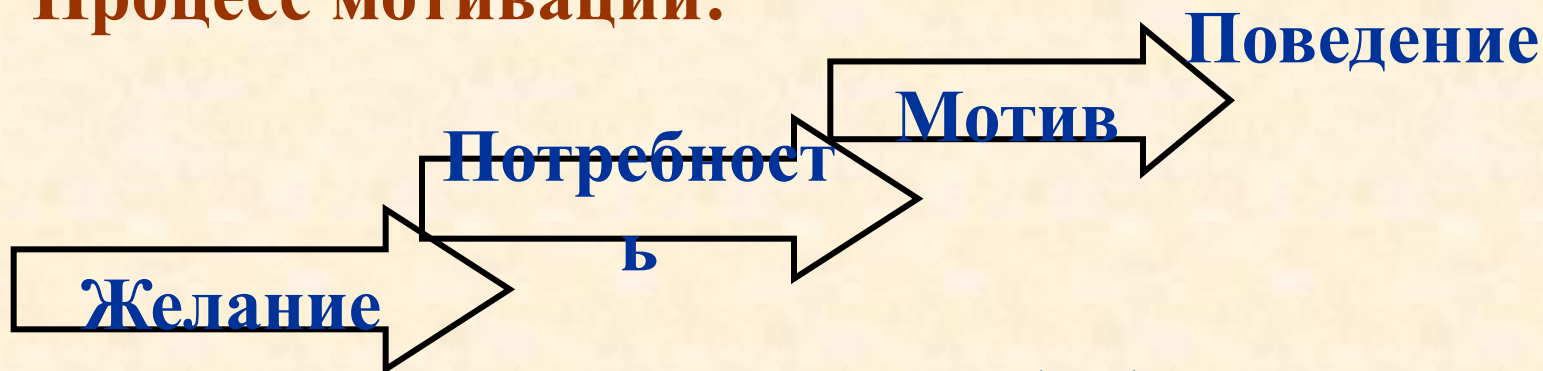 Процесс мотивации:
Поведение
Мотив
Потребност
ь
Желание